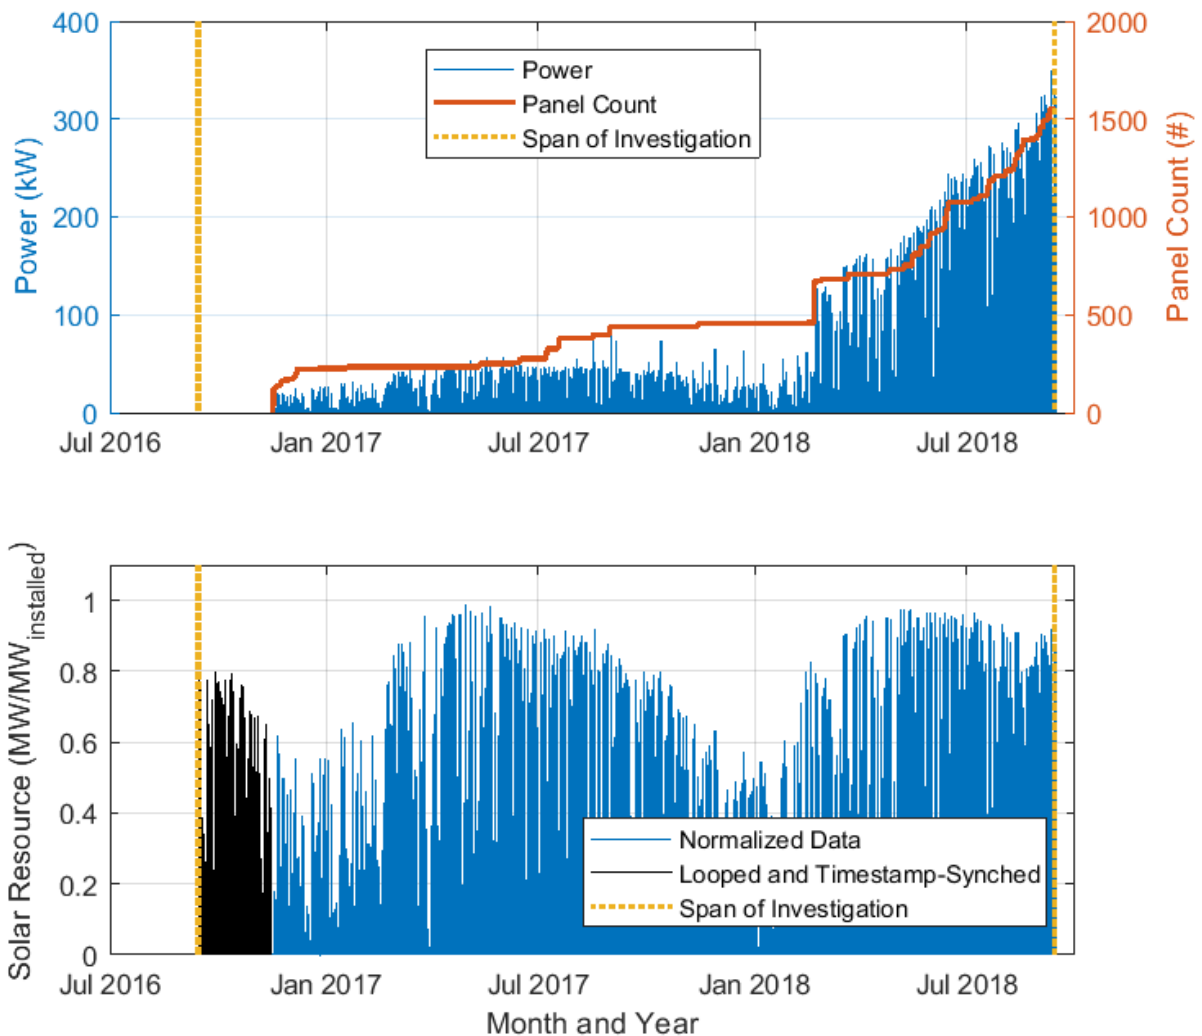 400
300
200
100
0
Power (kW)
2000
1500
1000
500
0
Panel Count (#)
Power
Panel Count
Span of Investigation
Jul 2016
Jan 2017
Jul 2017
Jan 2018
Jul 2018
1
0.8
0.6
0.4
0.2
0
Solar Resource (MW/MW_installed)
Normalized Data
Looped and Timestamp-Synched
Span of Investigation
Jul 2016
Jan 2017
Jul 2017
Jan 2018
Jul 2018
Month and Year